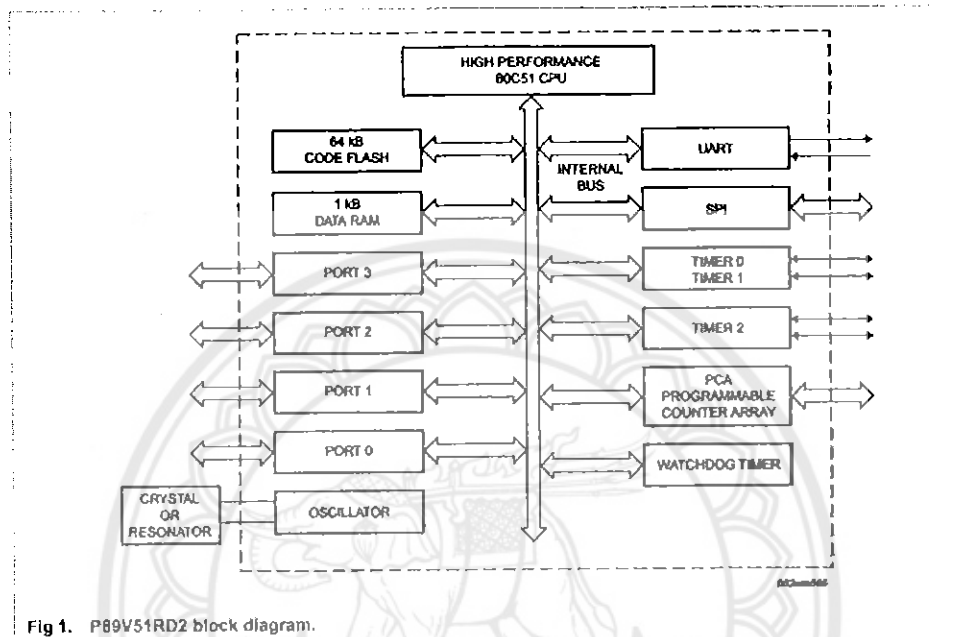 HIGH PERFORMANCE
80C51 CPU
64 kB
CODE FLASH
UART
INTERNAL
BUS
1 kB
DATA RAM
SPI
PORT 3
TIMER 0
TIMER 1
PORT 2
TIMER 2
PORT 1
PCA
PROGRAMMABLE
COUNTER ARRAY
PORT 0
WATCHDOG TIMER
CRYSTAL
OR
RESONATOR
OSCILLATOR
Fig 1. P89V51RD2 block diagram.